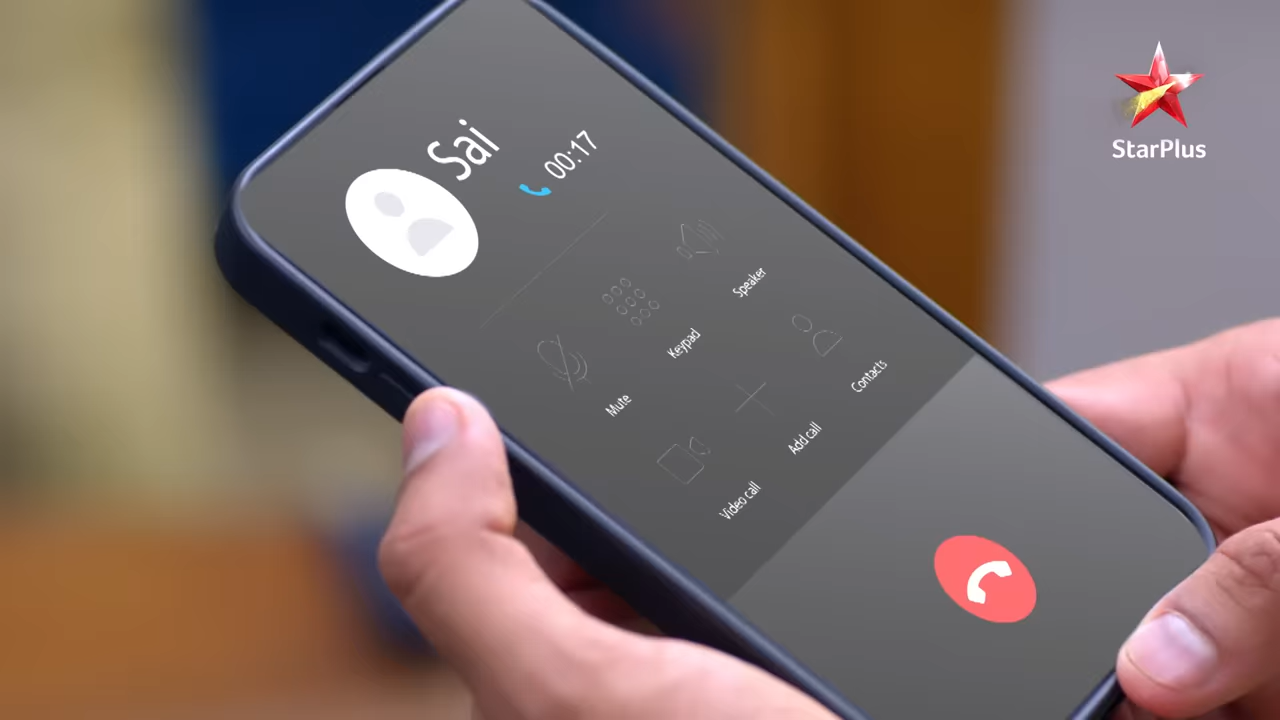 Sai
00:17
Mute
Keypad
Speaker
Video call
Add call
Contacts
StarPlus